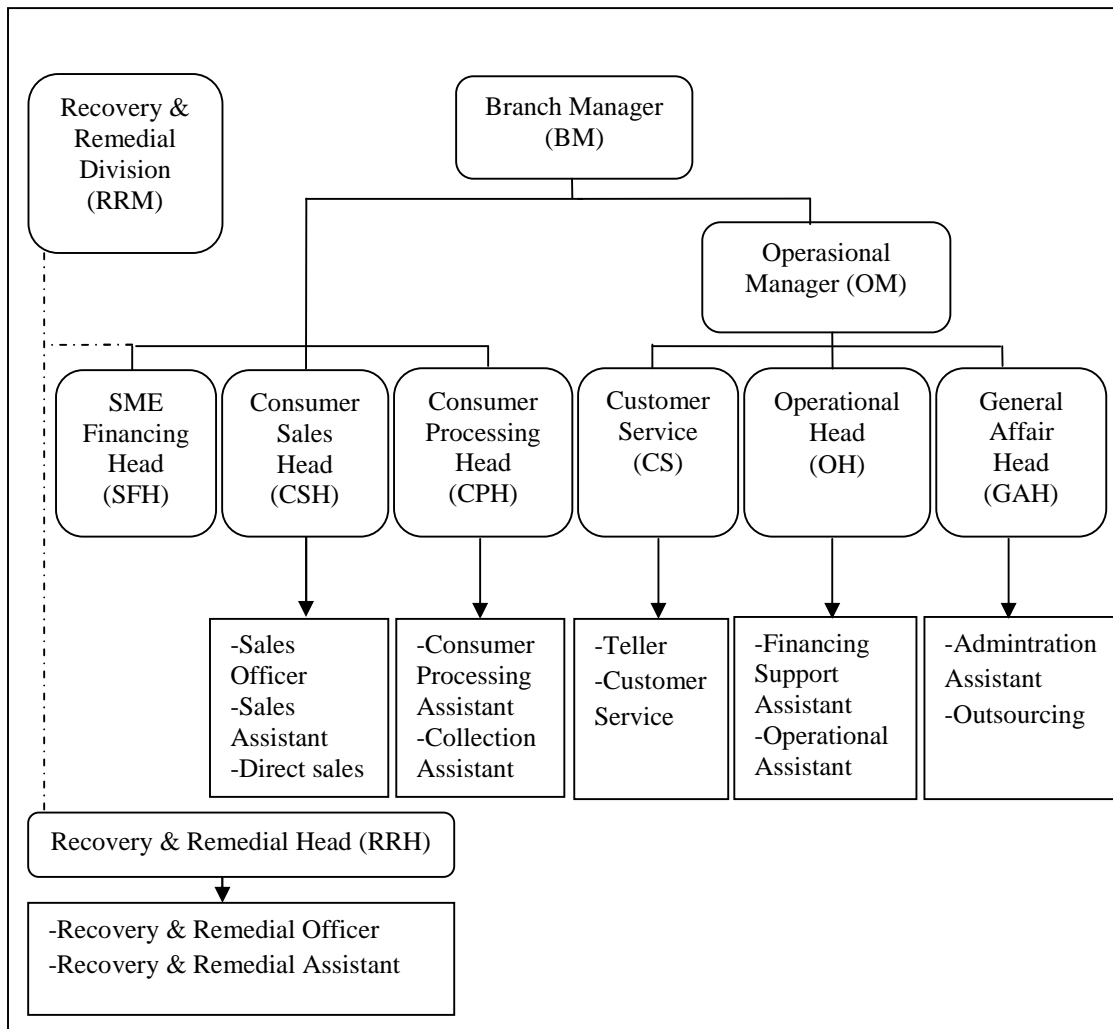 Recovery &
Remedial
Division
(RRM)
Branch Manager
(BM)
Operasional
Manager (OM)
SME
Financing
Head
(SFH)
Consumer
Sales
Head
(CSH)
Consumer
Processing
Head
(CPH)
Customer
Service
(CS)
Operational
Head
(OH)
General
Affair
Head
(GAH)
-Sales
Officer
-Sales
Assistant
-Direct sales
-Consumer
Processing
Assistant
-Collection
Assistant
-Teller
-Customer
Service
-Financing
Support
Assistant
-Operational
Assistant
-Admintration
Assistant
-Outsourcing
Recovery & Remedial Head (RRH)
-Recovery & Remedial Officer
-Recovery & Remedial Assistant